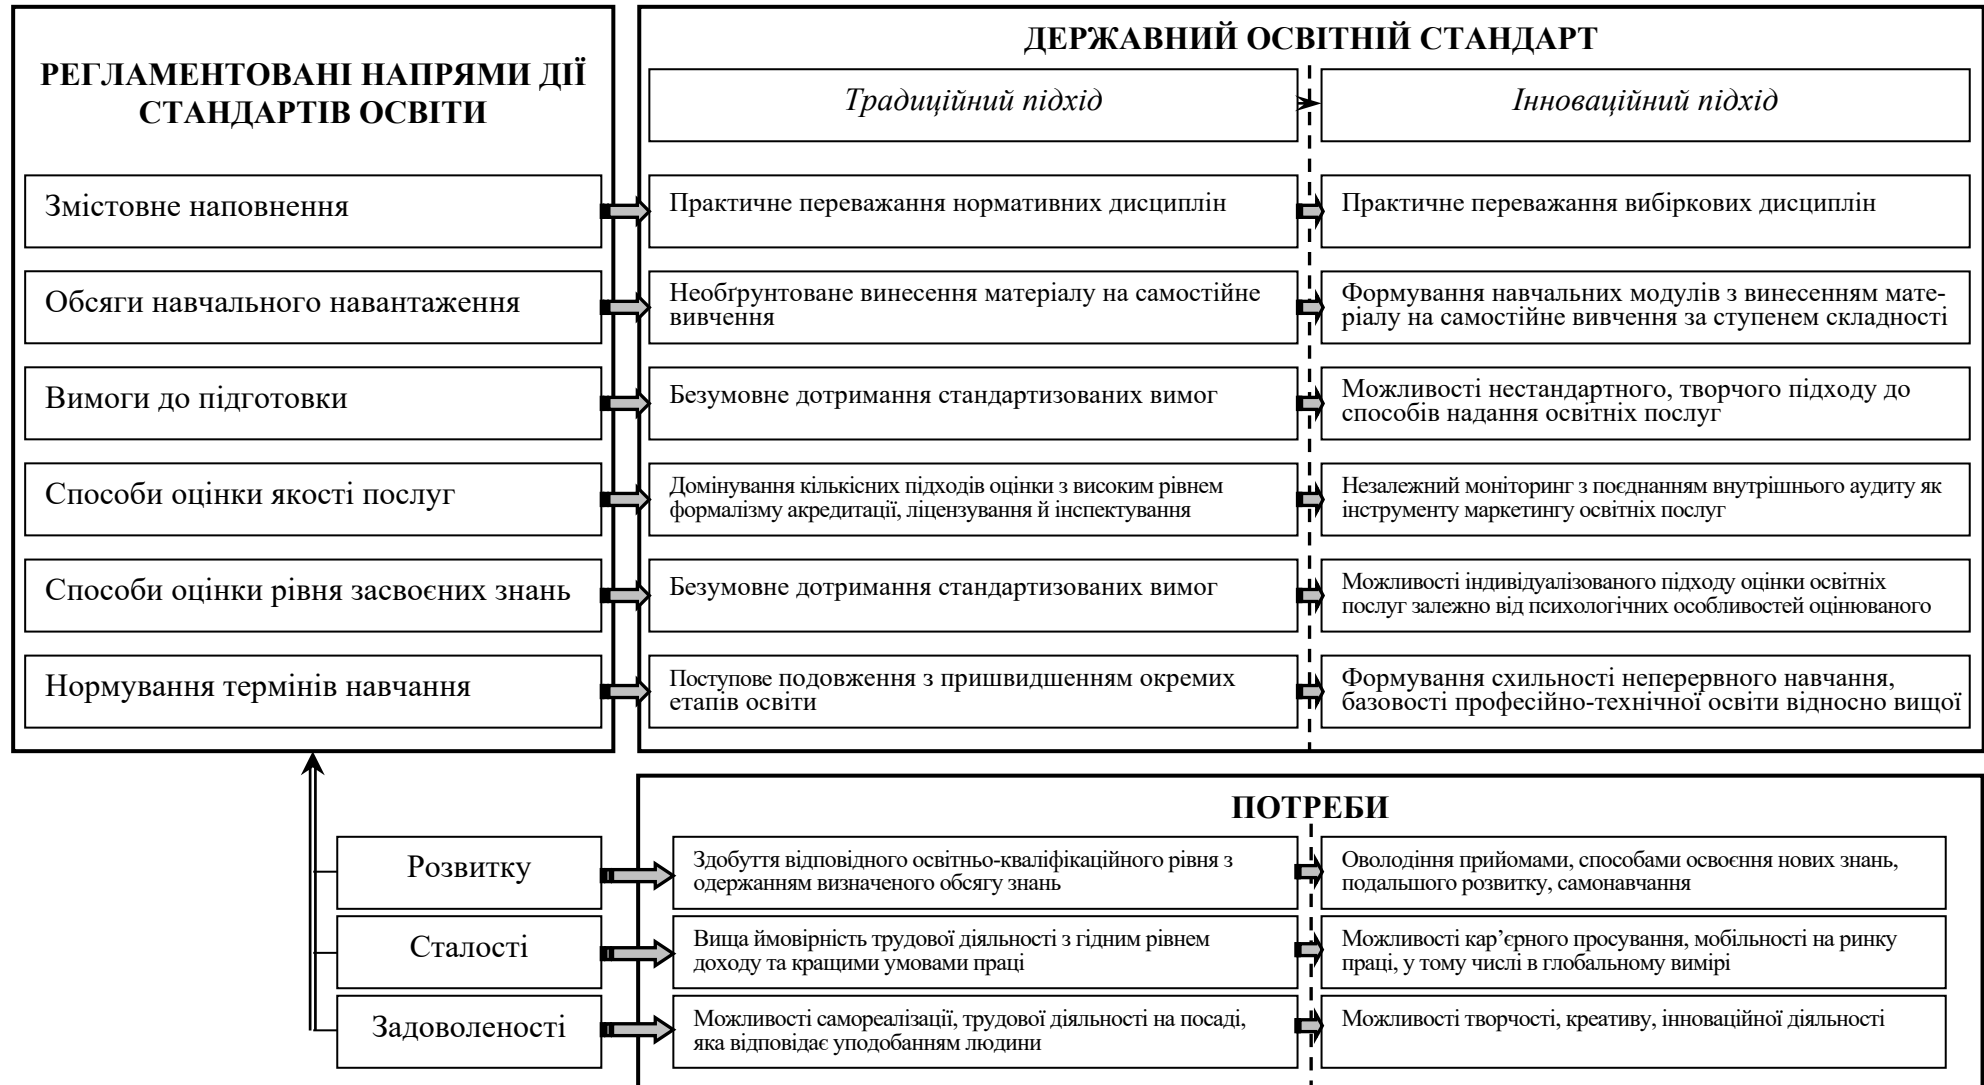 РЕГЛАМЕНТОВАНІ НАПРЯМИ ДІЇ
СТАНДАРТІВ ОСВІТИ
ДЕРЖАВНИЙ ОСВІТНІЙ СТАНДАРТ
Традиційний підхід
Інноваційний підхід
Змістовне наповнення
Практичне переважання нормативних дисциплін
Практичне переважання вибіркових дисциплін
Обсяги навчального навантаження
Необґрунтоване винесення матеріалу на самостійне
вивчення
Формування навчальних модулів з винесенням мате-
ріалу на самостійне вивчення за ступенем складності
Вимоги до підготовки
Безумовне дотримання стандартизованих вимог
Можливості нестандартного, творчого підходу до
способів надання освітніх послуг
Способи оцінки якості послуг
Домінування кількісних підходів оцінки з високим рівнем
формалізму акредитації, ліцензування й інспектування
Незалежний моніторинг з поєднанням внутрішнього аудиту як
інструменту маркетингу освітніх послуг
Способи оцінки рівня засвоєних знань
Безумовне дотримання стандартизованих вимог
Можливості індивідуалізованого підходу оцінки освітніх
послуг залежно від психологічних особливостей оцінюваного
Нормування термінів навчання
Поступове подовження з пришвидшенням окремих
етапів освіти
Формування схильності неперервного навчання,
базовості професійно-технічної освіти відносно вищої
ПОТРЕБИ
Розвитку
Здобуття відповідного освітньо-кваліфікаційного рівня з
одержанням визначеного обсягу знань
Оволодіння прийомами, способами освоєння нових знань,
подальшого розвитку, самонавчання
Сталості
Вища ймовірність трудової діяльності з гідним рівнем
доходу та кращими умовами праці
Можливості кар’єрного просування, мобільності на ринку
праці, у тому числі в глобальному вимірі
Задоволеності
Можливості самореалізації, трудової діяльності на посаді,
яка відповідає уподобанням людини
Можливості творчості, креативу, інноваційної діяльності